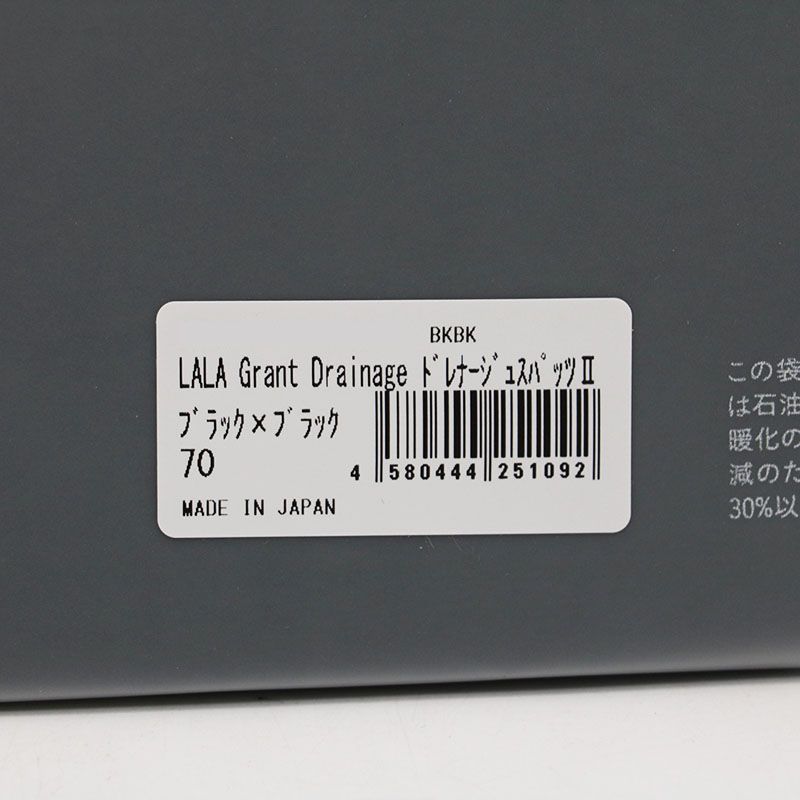 BKBK
LALA Grant Drainage ﾄﾞﾚﾅｰｼﾞｭｽﾊﾟｯﾂⅡ
ﾌﾞﾗｯｸ×ﾌﾞﾗｯｸ
70
4 580444 251092
MADE IN JAPAN
この袋
は石油
暖化の
減のた
30%以